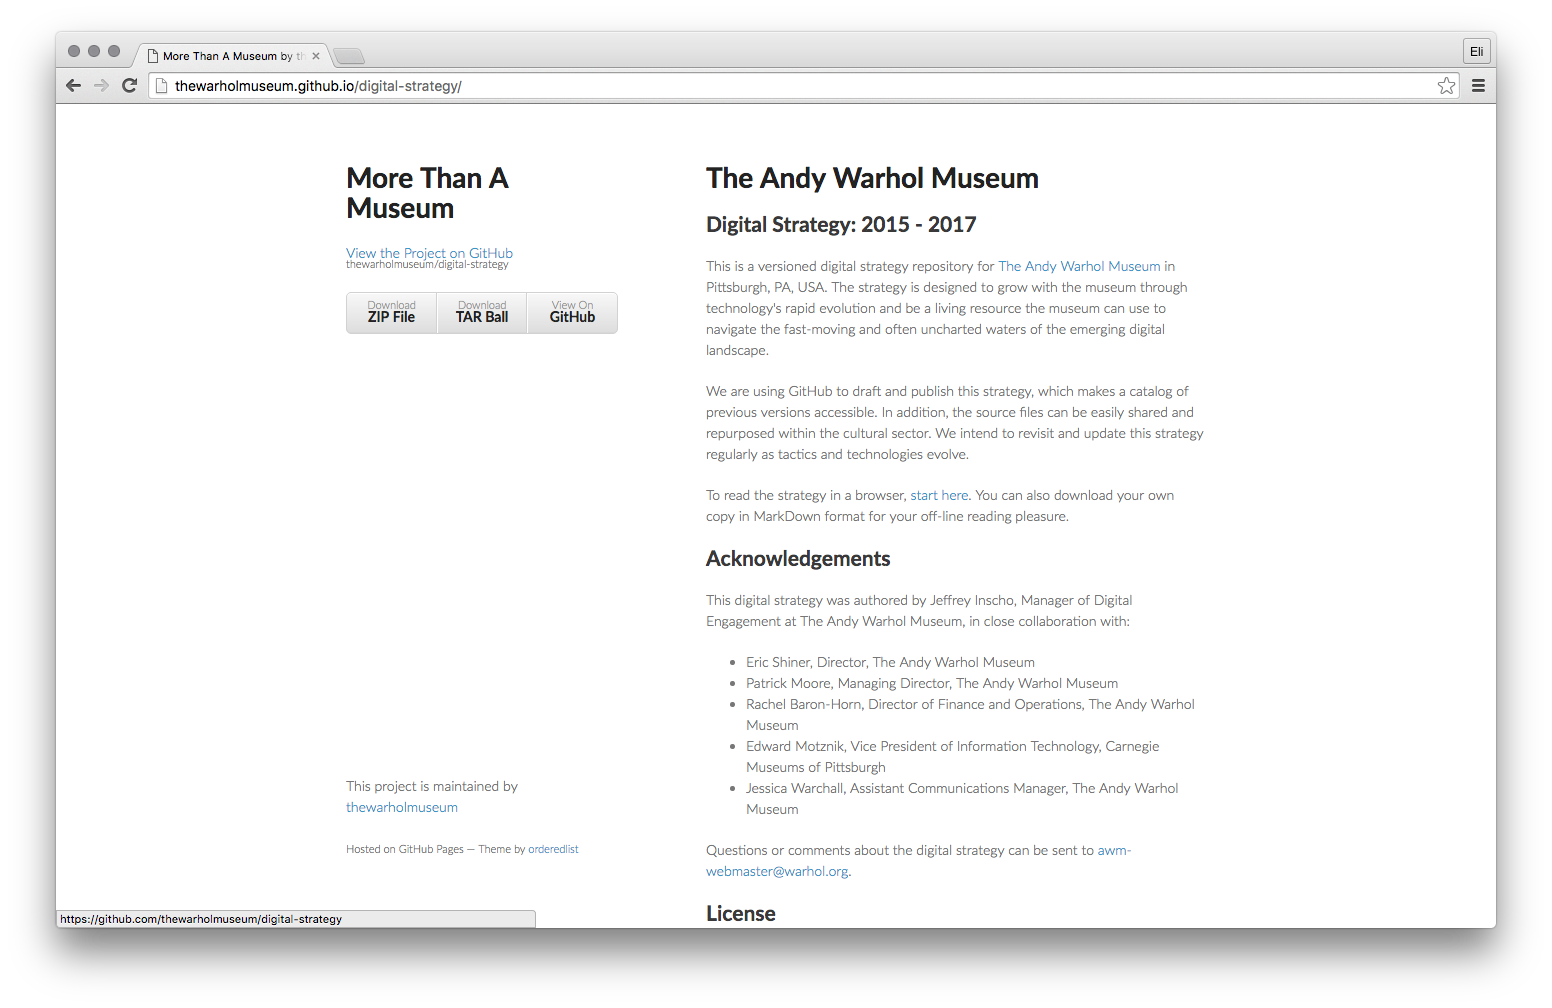 More Than A Museum by th
Eli
thewarholmuseum.github.io/digital-strategy/
More Than A
Museum
View the Project on GitHub
thewarholmuseum/digital-strategy
Download
ZIP File
Download
TAR Ball
View On
GitHub
This project is maintained by
thewarholmuseum
Hosted on GitHub Pages — Theme by orderedlist
The Andy Warhol Museum
Digital Strategy: 2015 - 2017
This is a versioned digital strategy repository for The Andy Warhol Museum in
Pittsburgh, PA, USA. The strategy is designed to grow with the museum through
technology's rapid evolution and be a living resource the museum can use to
navigate the fast-moving and often uncharted waters of the emerging digital
landscape.
We are using GitHub to draft and publish this strategy, which makes a catalog of
previous versions accessible. In addition, the source files can be easily shared and
repurposed within the cultural sector. We intend to revisit and update this strategy
regularly as tactics and technologies evolve.
To read the strategy in a browser, start here. You can also download your own
copy in MarkDown format for your off-line reading pleasure.
Acknowledgements
This digital strategy was authored by Jeffrey Inscho, Manager of Digital
Engagement at The Andy Warhol Museum, in close collaboration with:
• Eric Shiner, Director, The Andy Warhol Museum
• Patrick Moore, Managing Director, The Andy Warhol Museum
• Rachel Baron-Horn, Director of Finance and Operations, The Andy Warhol
Museum
• Edward Motznik, Vice President of Information Technology, Carnegie
Museums of Pittsburgh
• Jessica Warchall, Assistant Communications Manager, The Andy Warhol
Museum
Questions or comments about the digital strategy can be sent to awm-
webmaster@warhol.org.
License
https://github.com/thewarholmuseum/digital-strategy